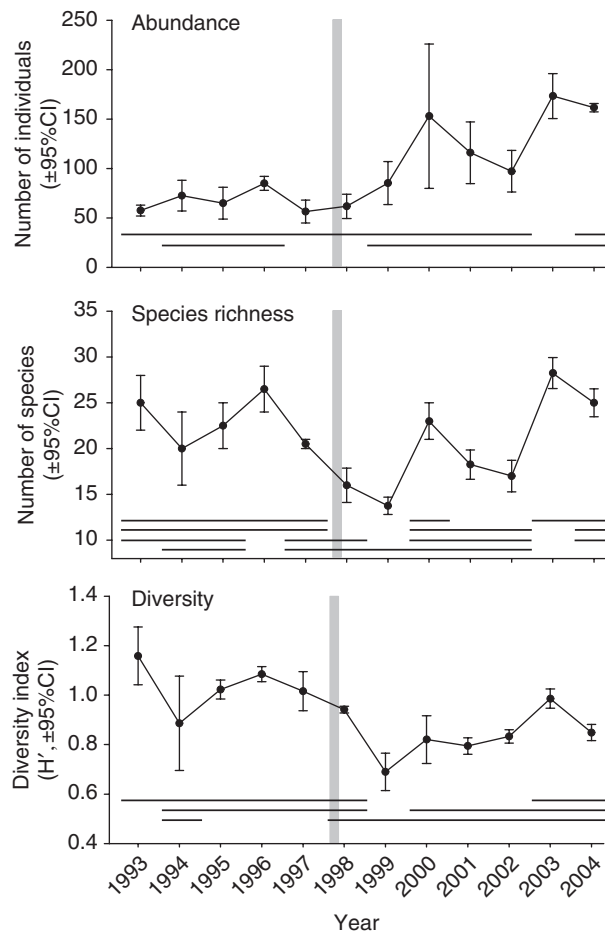 Abundance
Number of individuals
(±95%CI)
250
200
150
100
50
0
Species richness
Number of species
(±95%CI)
35
30
25
20
15
10
Diversity
Diversity index
(H′, ±95%CI)
1.4
1.2
1.0
0.8
0.6
0.4
1993 1994 1995 1996 1997 1998 1999 2000 2001 2002 2003 2004
Year